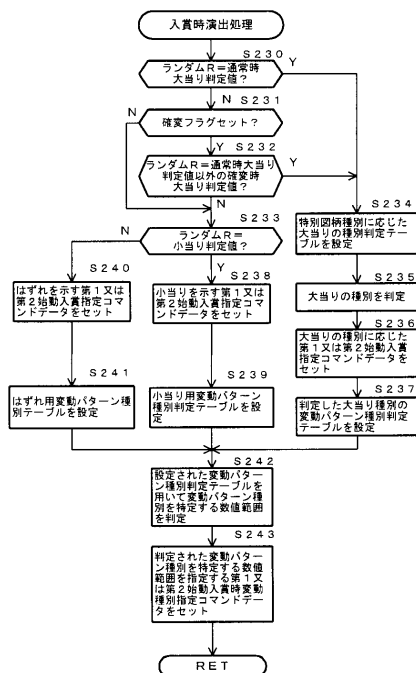 入賞時演出処理
S230
ランダムR＝通常時
大当り判定値？
Y
N
S231
確変フラグセット？
N
Y
S232
ランダムR＝通常時大当り
判定値以外の確変時
大当り判定値？
Y
N
S233
ランダムR＝
小当り判定値？
N
Y
S234
特別図柄種別に応じた
大当りの種別判定テー
ブルを設定
S235
大当りの種別を判定
S236
大当りの種別に応じた
第1又は第2始動入賞
指定コマンドデータを
セット
S237
判定した大当り種別の
変動パターン種別判定
テーブルを設定
S240
はずれを示す第1又は
第2始動入賞指定コマ
ンドデータをセット
S241
はずれ用変動パターン種
別テーブルを設定
S238
小当りを示す第1又は
第2始動入賞指定コマ
ンドデータをセット
S239
小当り用変動パターン
種別判定テーブルを設
定
S242
設定された変動パター
ン種別判定テーブルを
用いて変動パターン種
別を特定する数値範囲
を判定
S243
判定された変動パター
ン種別を特定する数値
範囲を指定する第1又
は第2始動入賞時変動
種別指定コマンドデー
タをセット
RET